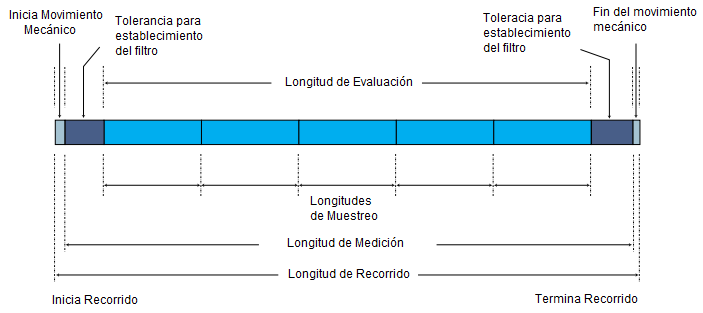 Inicia Movimiento
Mecánico
Tolerancia para
establecimiento
del filtro
Toleracia para
establecimiento
del filtro
Fin del movimiento
mecánico
Longitud de Evaluación
Longitudes
de Muestreo
Longitud de Medición
Longitud de Recorrido
Inicia Recorrido
Termina Recorrido